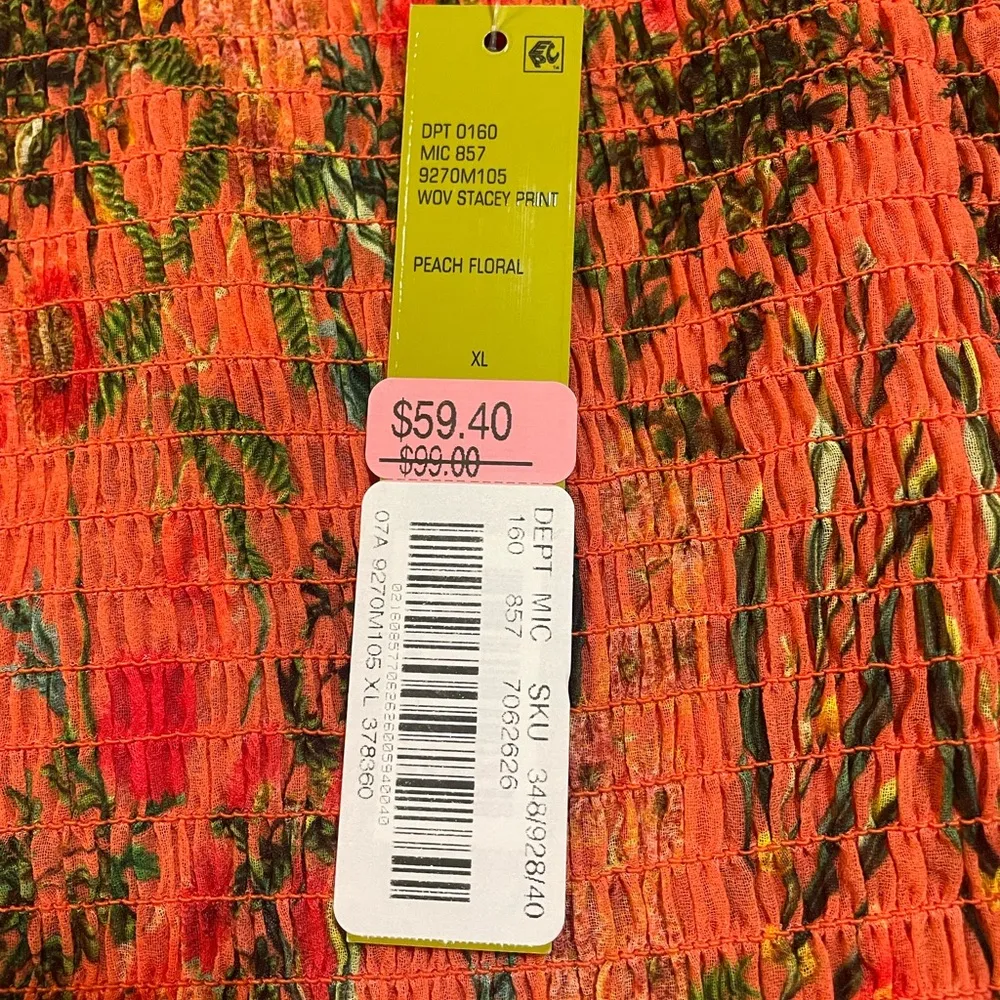 DPT 0160
MIC 857
9270M105
WOV STACEY PRINT
PEACH FLORAL
XL
$59.40
$99.00
DEPT MIC SKU 348/928/40
160 857 7062626
07A 9270M105 XL 378360